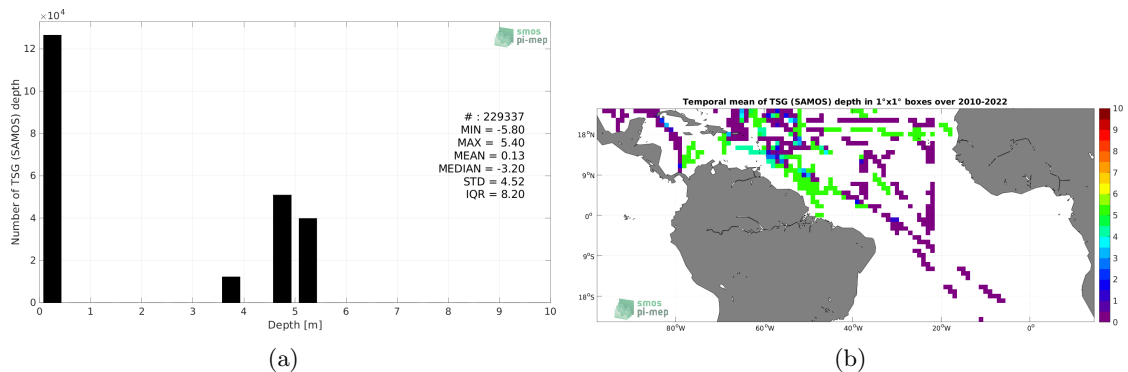 ×10⁴
smos
pi-mep
12
10
8
6
4
2
0
Number of TSG (SAMOS) depth
# : 229337
MIN = -5.80
MAX = 5.40
MEAN = 0.13
MEDIAN = -3.20
STD = 4.52
IQR = 8.20
0 1 2 3 4 5 6 7 8 9 10
Depth [m]
(a)
Temporal mean of TSG (SAMOS) depth in 1°x1° boxes over 2010-2022
18°N
9°N
0°
9°S
18°S
80°W 60°W 40°W 20°W 0°
smos
pi-mep
10
9
8
7
6
5
4
3
2
1
0
(b)